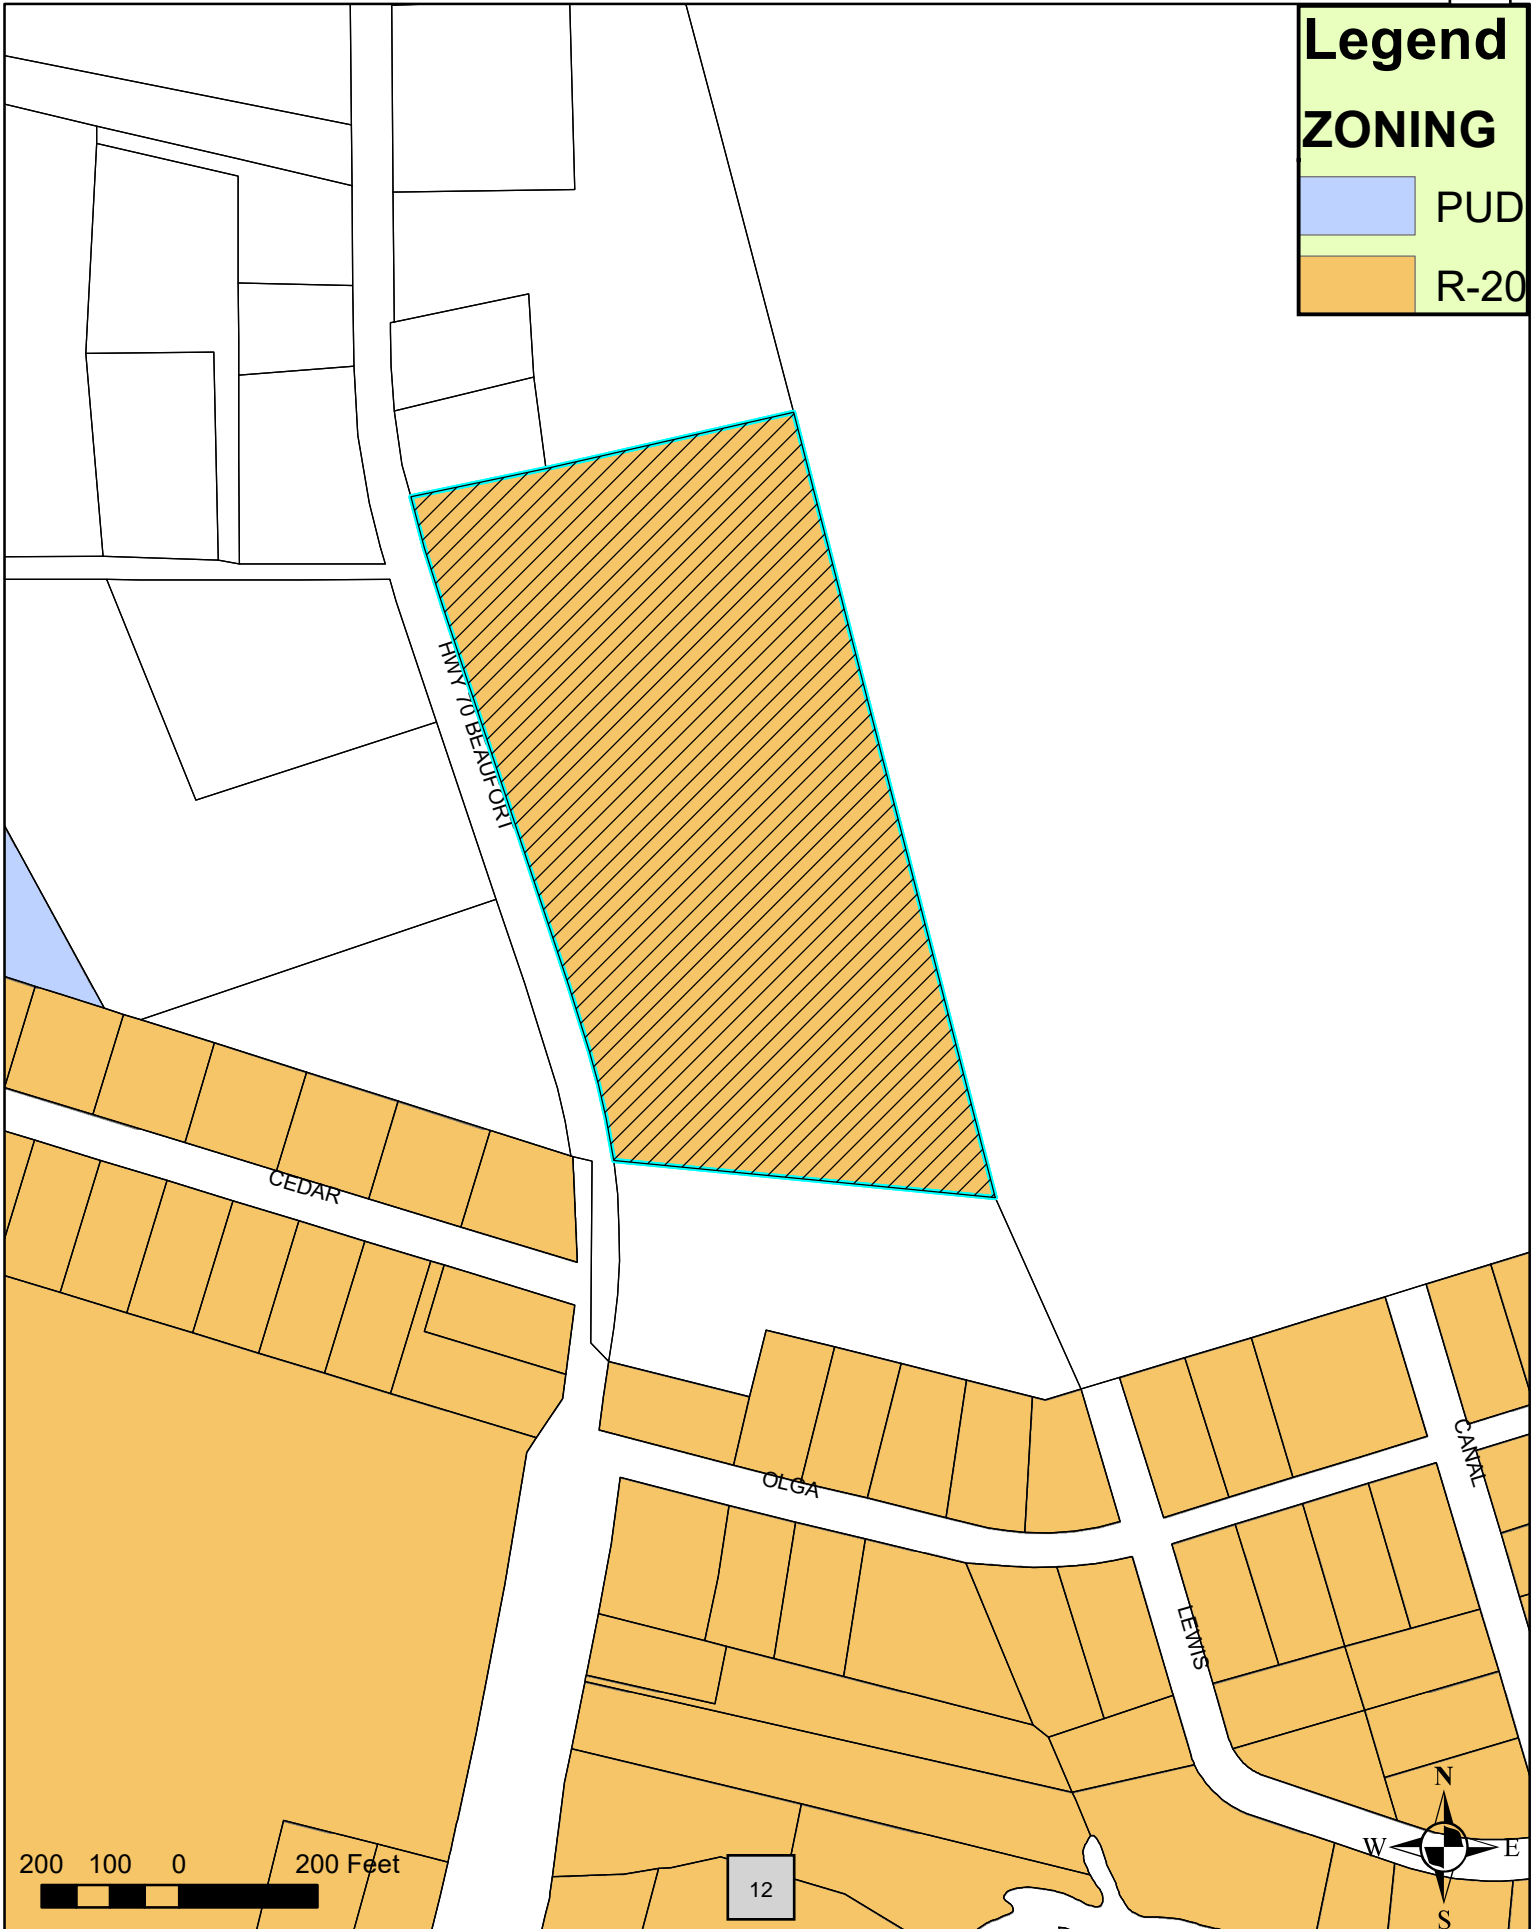 Legend
ZONING
PUD
R-20
HWY 70 BEAUFORT
CEDAR
OLGA
CANAL
LEWIS
N
W
E
S
200 100 0 200 Feet
12